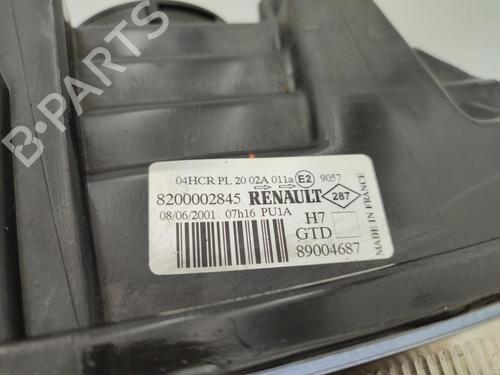 B-PARTS
04HCR PL 20 02A 011a E2 9057
8200002845 RENAULT 287
08/06/2001 07h16 PU1A H7
GTD
89004687
MADE IN FRANCE